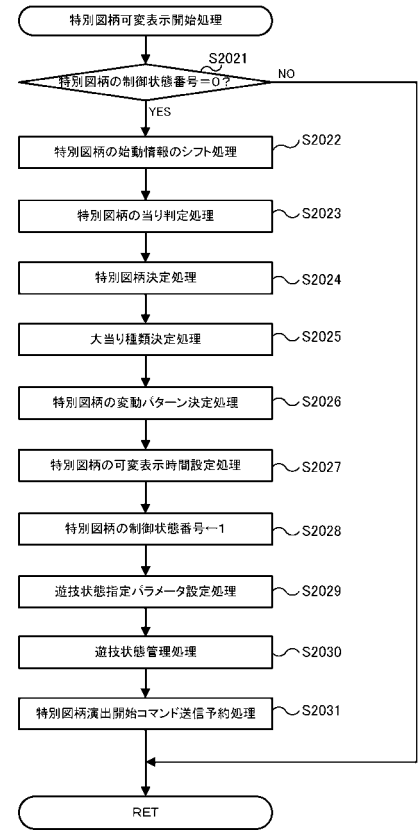 特別図柄可変表示開始処理
S2021
特別図柄の制御状態番号=0?
NO
YES
特別図柄の始動情報のシフト処理
S2022
特別図柄の当り判定処理
S2023
特別図柄決定処理
S2024
大当り種類決定処理
S2025
特別図柄の変動パターン決定処理
S2026
特別図柄の可変表示時間設定処理
S2027
特別図柄の制御状態番号←1
S2028
遊技状態指定パラメータ設定処理
S2029
遊技状態管理処理
S2030
特別図柄演出開始コマンド送信予約処理
S2031
RET